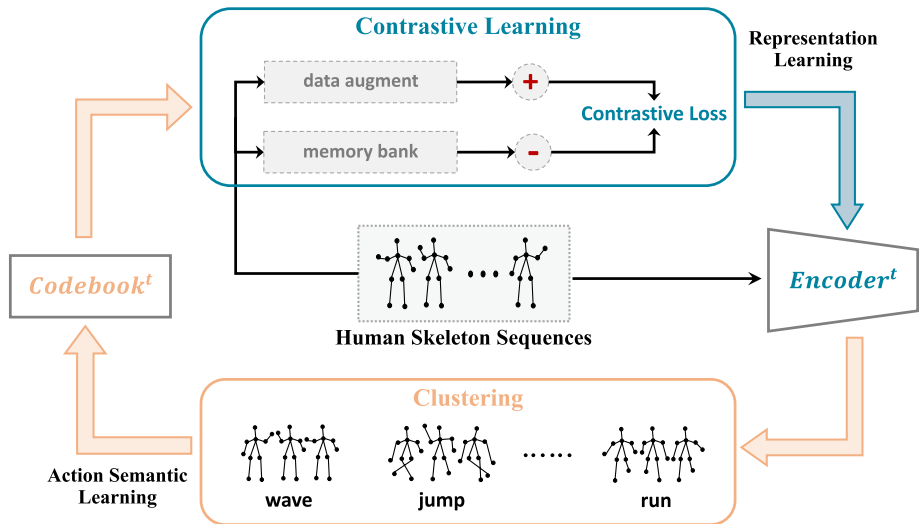 Contrastive Learning
Representation
Learning
data augment
+
Contrastive Loss
memory bank
-
Codebook^t
Encoder^t
Human Skeleton Sequences
Clustering
Action Semantic
Learning
wave
jump
......
run